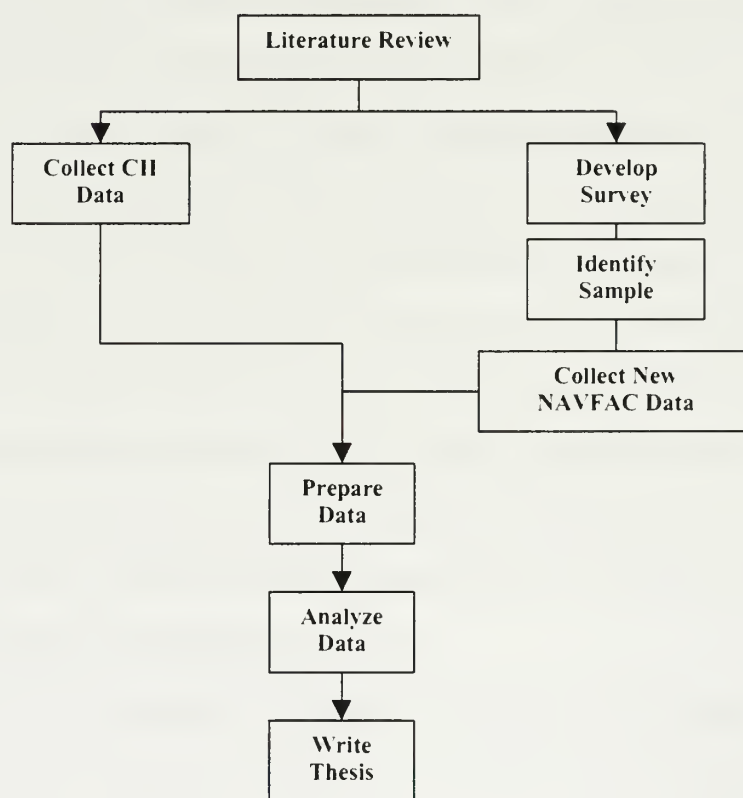 Literature Review
Collect CII
Data
Develop
Survey
Identify
Sample
Collect New
NAVFAC Data
Prepare
Data
Analyze
Data
Write
Thesis